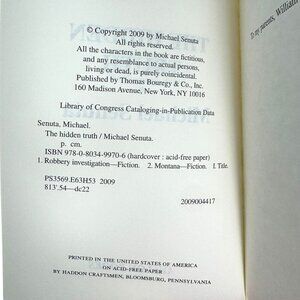 © Copyright 2009 by Michael Senuta
All rights reserved.
All the characters in the book are fictitious,
and any resemblance to actual persons,
living or dead, is purely coincidental.
Published by Thomas Bouregy & Co., Inc.
160 Madison Avenue, New York, NY 10016
Library of Congress Cataloging-in-Publication Data
Senuta, Michael.
The hidden truth / Michael Senuta.
p. cm.
ISBN 978-0-8034-9970-6 (hardcover : acid-free paper)
1. Robbery investigation—Fiction. 2. Montana—Fiction. I. Title.
PS3569.E63H53 2009
813'.54—dc22
2009004417
PRINTED IN THE UNITED STATES OF AMERICA
ON ACID-FREE PAPER
BY HADDON CRAFTSMEN, BLOOMSBURG, PENNSYLVANIA
To my parents, William